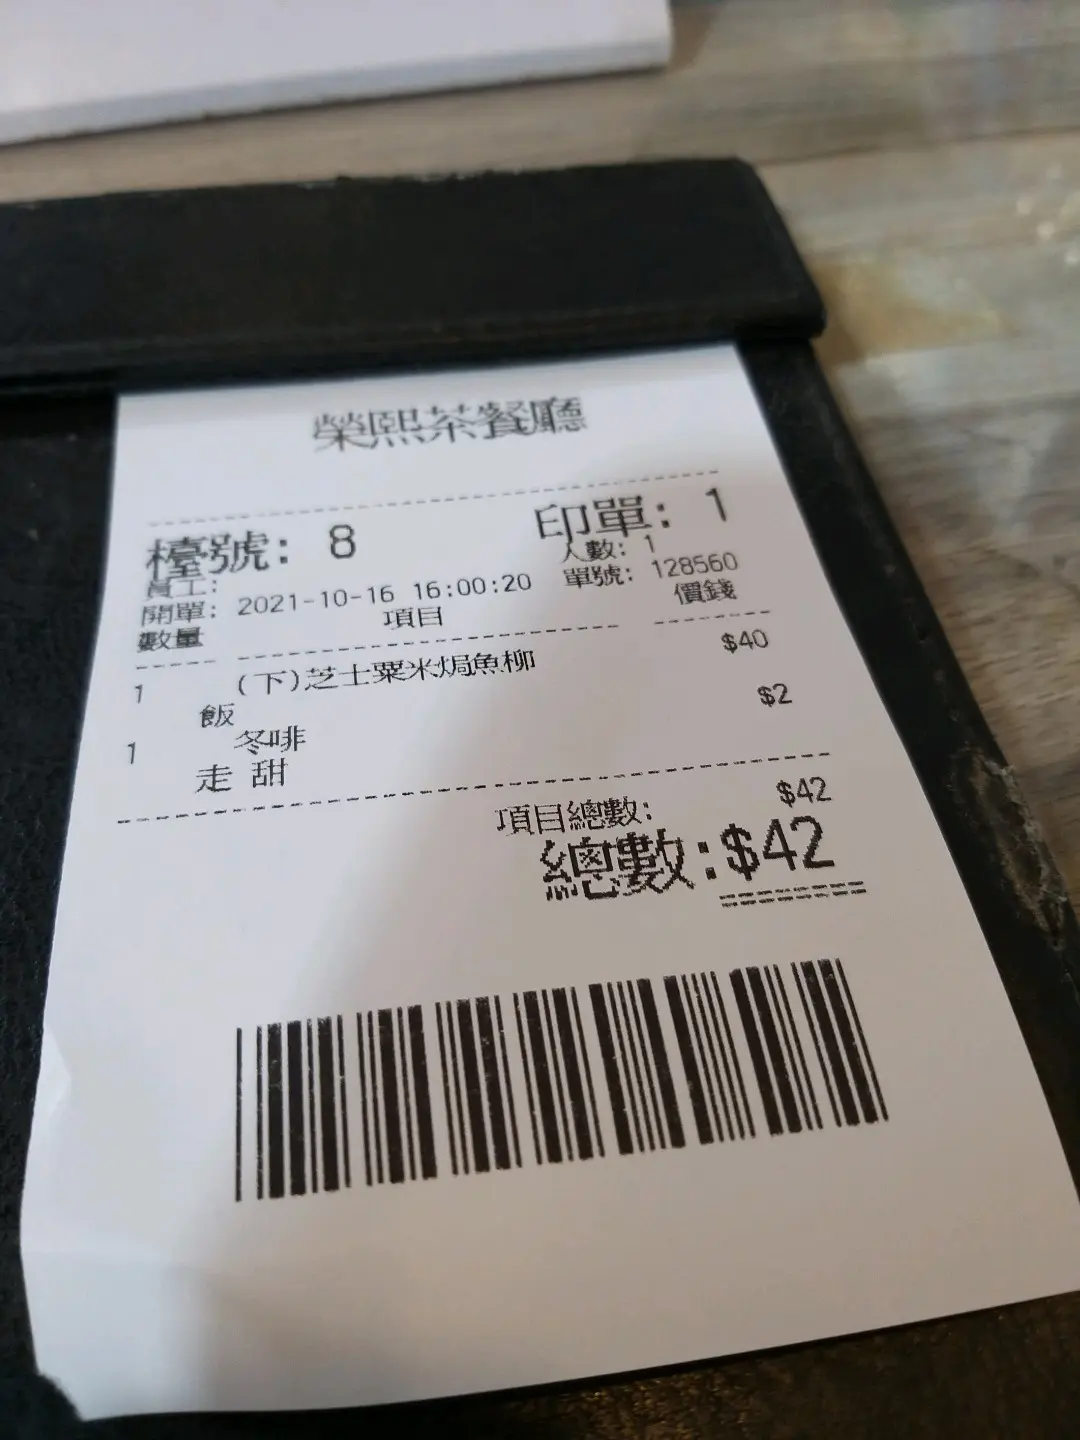 榮熙茶餐廳
檯號: 8 印單: 1
員工: 人數: 1
開單: 2021-10-16 16:00:20 單號: 128560
數量 項目 價錢
1 (下)芝士粟米焗魚柳 $40
飯
1 冬啡 $2
走 甜
項目總數: $42
總數:$42